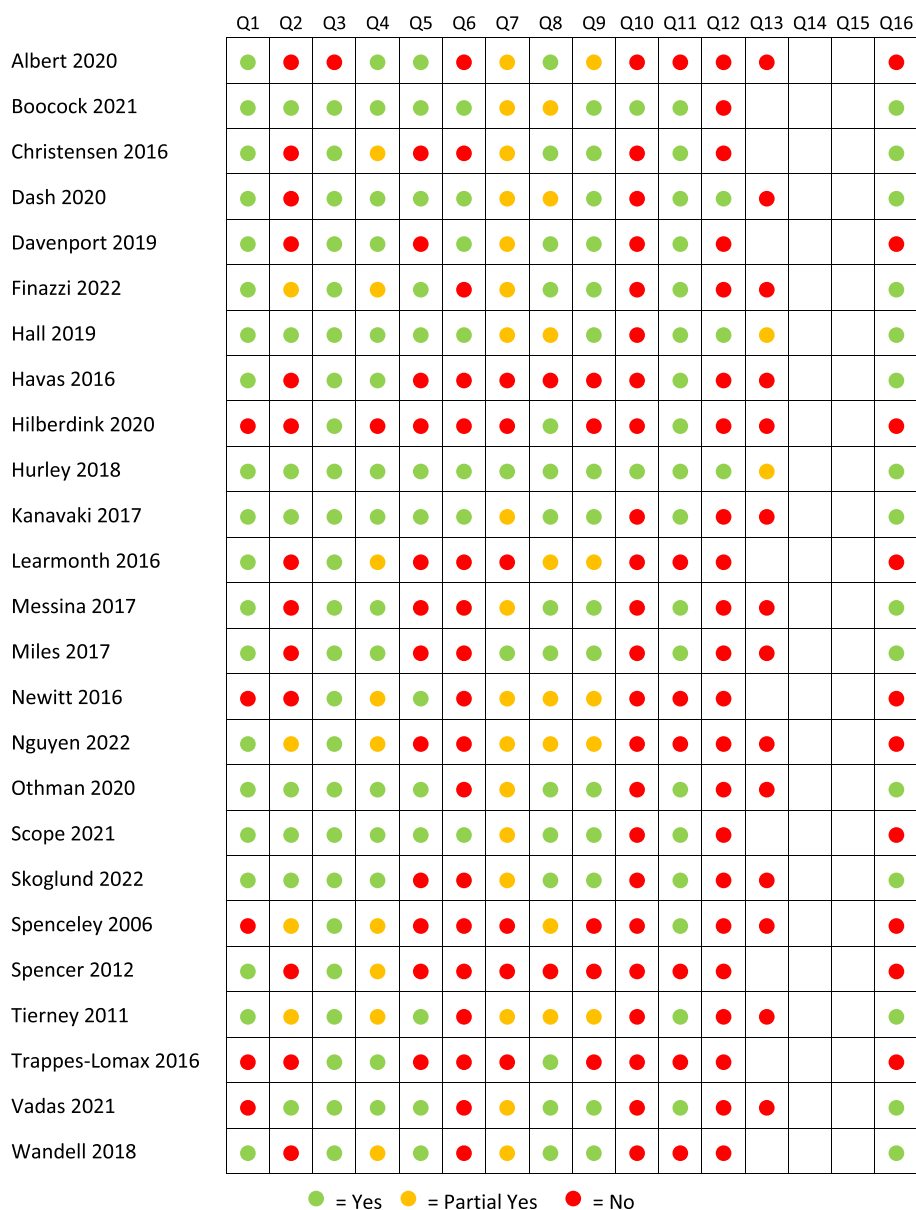 Q1 Q2 Q3 Q4 Q5 Q6 Q7 Q8 Q9 Q10 Q11 Q12 Q13 Q14 Q15 Q16
Albert 2020
Boocock 2021
Christensen 2016
Dash 2020
Davenport 2019
Finazzi 2022
Hall 2019
Havas 2016
Hilberdink 2020
Hurley 2018
Kanavaki 2017
Learmonth 2016
Messina 2017
Miles 2017
Newitt 2016
Nguyen 2022
Othman 2020
Scope 2021
Skoglund 2022
Spenceley 2006
Spencer 2012
Tierney 2011
Trappes-Lomax 2016
Vadas 2021
Wandell 2018
= Yes = Partial Yes = No